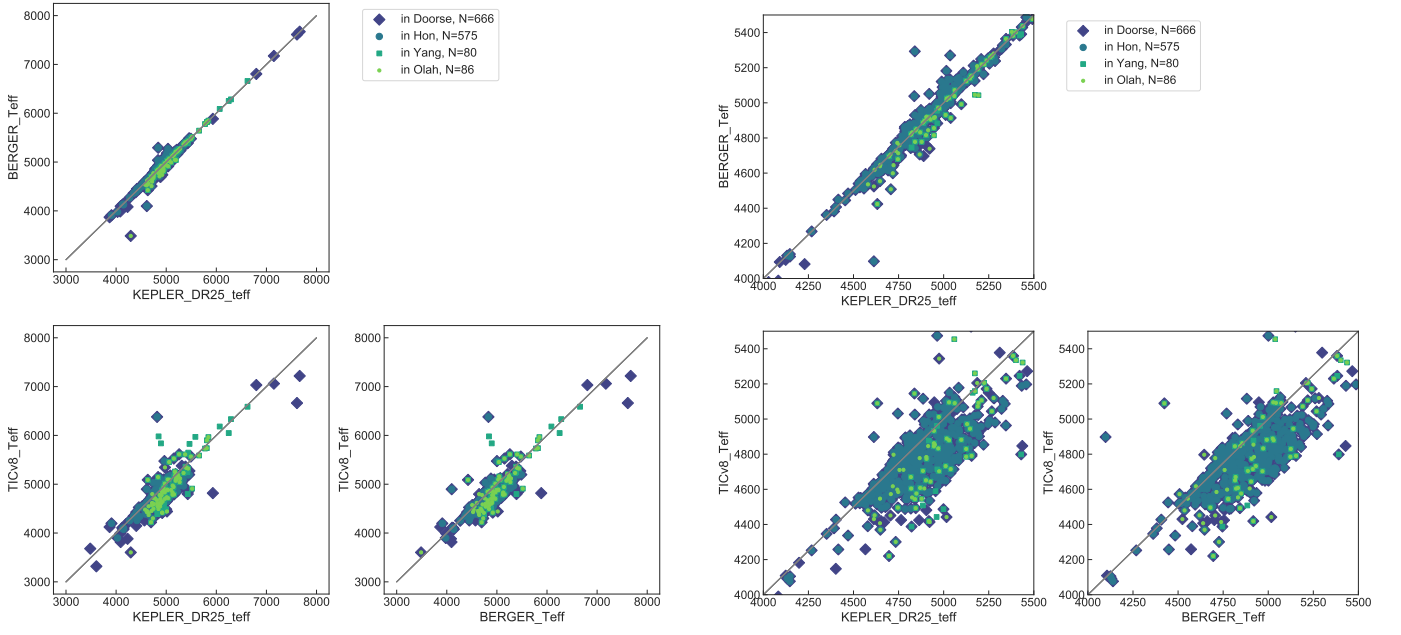 8000
7000
6000
5000
4000
3000
BERGER_Teff
3000 4000 5000 6000 7000 8000
KEPLER_DR25_teff
in Doorse, N=666
in Hon, N=575
in Yang, N=80
in Olah, N=86
5400
5200
5000
4800
4600
4400
4200
4000
BERGER_Teff
4000 4250 4500 4750 5000 5250 5500
KEPLER_DR25_teff
in Doorse, N=666
in Hon, N=575
in Yang, N=80
in Olah, N=86
8000
7000
6000
5000
4000
3000
TICv8_Teff
3000 4000 5000 6000 7000 8000
KEPLER_DR25_teff
8000
7000
6000
5000
4000
3000
TICv8_Teff
3000 4000 5000 6000 7000 8000
BERGER_Teff
5400
5200
5000
4800
4600
4400
4200
4000
TICv8_Teff
4000 4250 4500 4750 5000 5250 5500
KEPLER_DR25_teff
5400
5200
5000
4800
4600
4400
4200
4000
TICv8_Teff
4000 4250 4500 4750 5000 5250 5500
BERGER_Teff